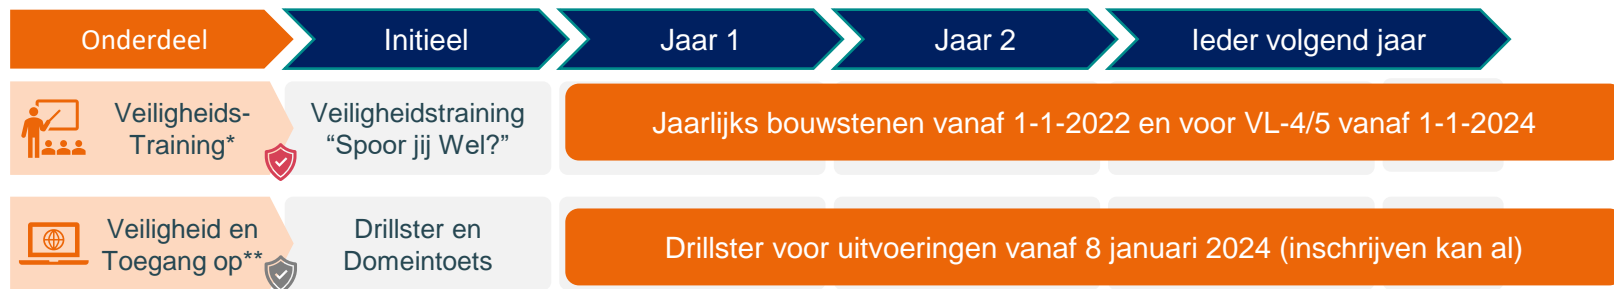 Onderdeel
Initieel
Jaar 1
Jaar 2
Ieder volgend jaar
Veiligheids-
Training*
Veiligheidstraining
“Spoor jij Wel?”
Jaarlijks bouwstenen vanaf 1-1-2022 en voor VL-4/5 vanaf 1-1-2024
Veiligheid en
Toegang op**
Drillster en
Domeintoets
Drillster voor uitvoeringen vanaf 8 januari 2024 (inschrijven kan al)